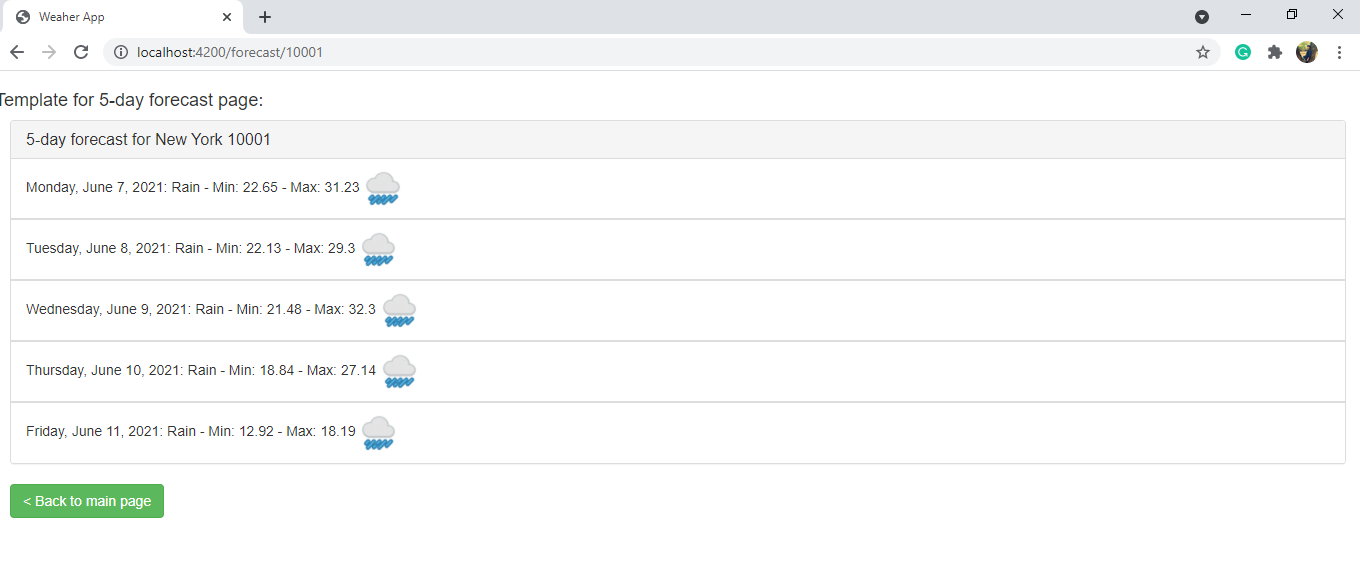 Weaher App
localhost:4200/forecast/10001
Template for 5-day forecast page:
5-day forecast for New York 10001
Monday, June 7, 2021: Rain - Min: 22.65 - Max: 31.23
Tuesday, June 8, 2021: Rain - Min: 22.13 - Max: 29.3
Wednesday, June 9, 2021: Rain - Min: 21.48 - Max: 32.3
Thursday, June 10, 2021: Rain - Min: 18.84 - Max: 27.14
Friday, June 11, 2021: Rain - Min: 12.92 - Max: 18.19
< Back to main page